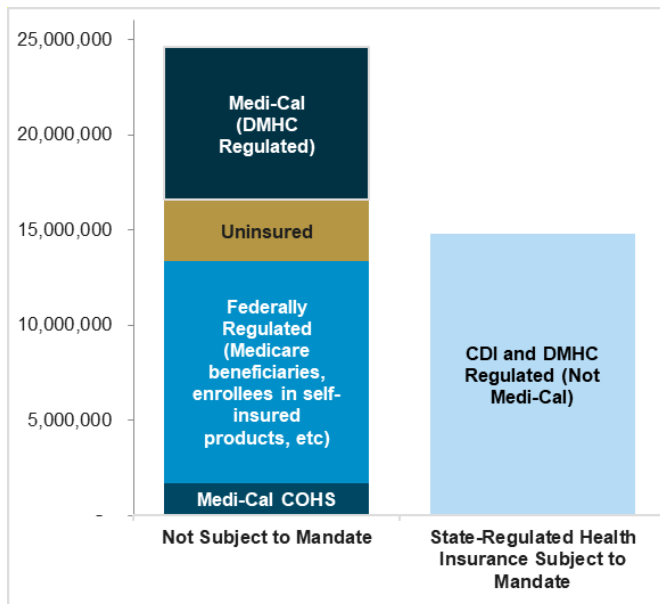 25,000,000
20,000,000
15,000,000
10,000,000
5,000,000
-
Medi-Cal
(DMHC
Regulated)
Uninsured
Federally
Regulated
(Medicare
beneficiaries,
enrollees in self-
insured
products, etc)
Medi-Cal COHS
CDI and DMHC
Regulated (Not
Medi-Cal)
Not Subject to Mandate
State-Regulated Health
Insurance Subject to
Mandate